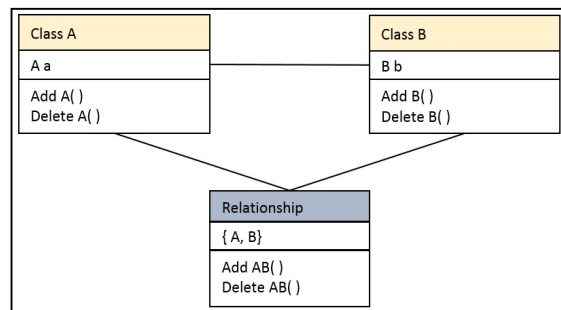 Class A
A a
Add A( )
Delete A( )
Class B
B b
Add B( )
Delete B( )
Relationship
{ A, B}
Add AB( )
Delete AB( )